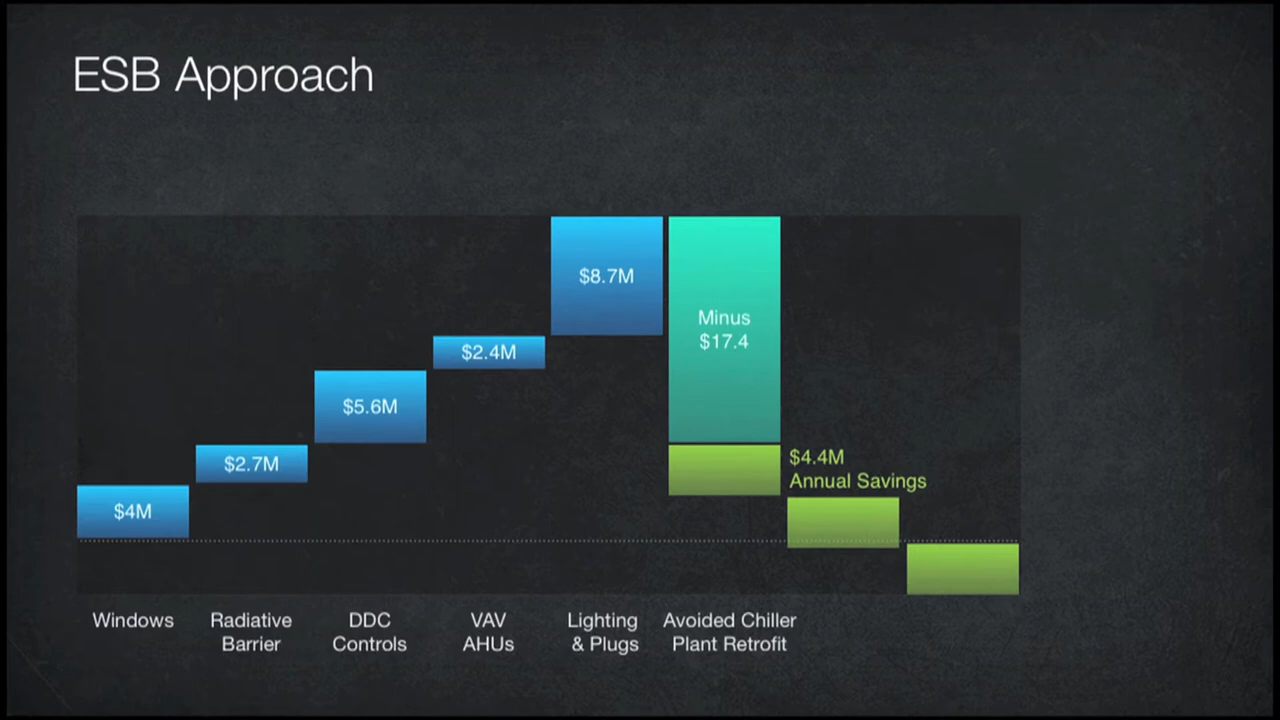 ESB Approach
$8.7M
Minus
$17.4
$2.4M
$5.6M
$2.7M
$4.4M
Annual Savings
$4M
Windows
Radiative
Barrier
DDC
Controls
VAV
AHUs
Lighting
& Plugs
Avoided Chiller
Plant Retrofit